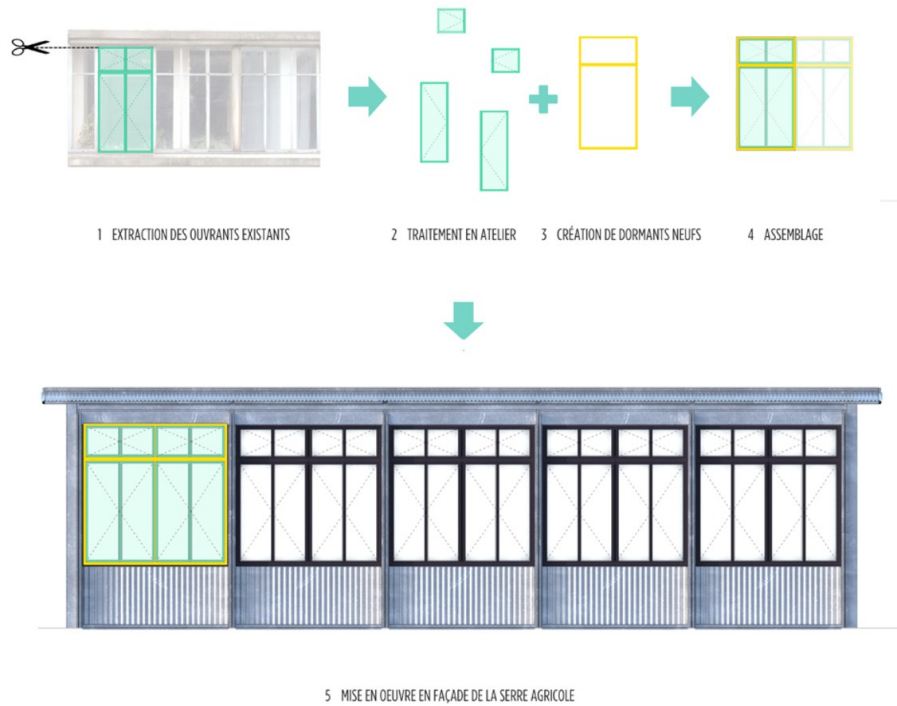 1 EXTRACTION DES OUVRANTS EXISTANTS
2 TRAITEMENT EN ATELIER
3 CRÉATION DE DORMANTS NEUFS
4 ASSEMBLAGE
5 MISE EN OEUVRE EN FAÇADE DE LA SERRE AGRICOLE